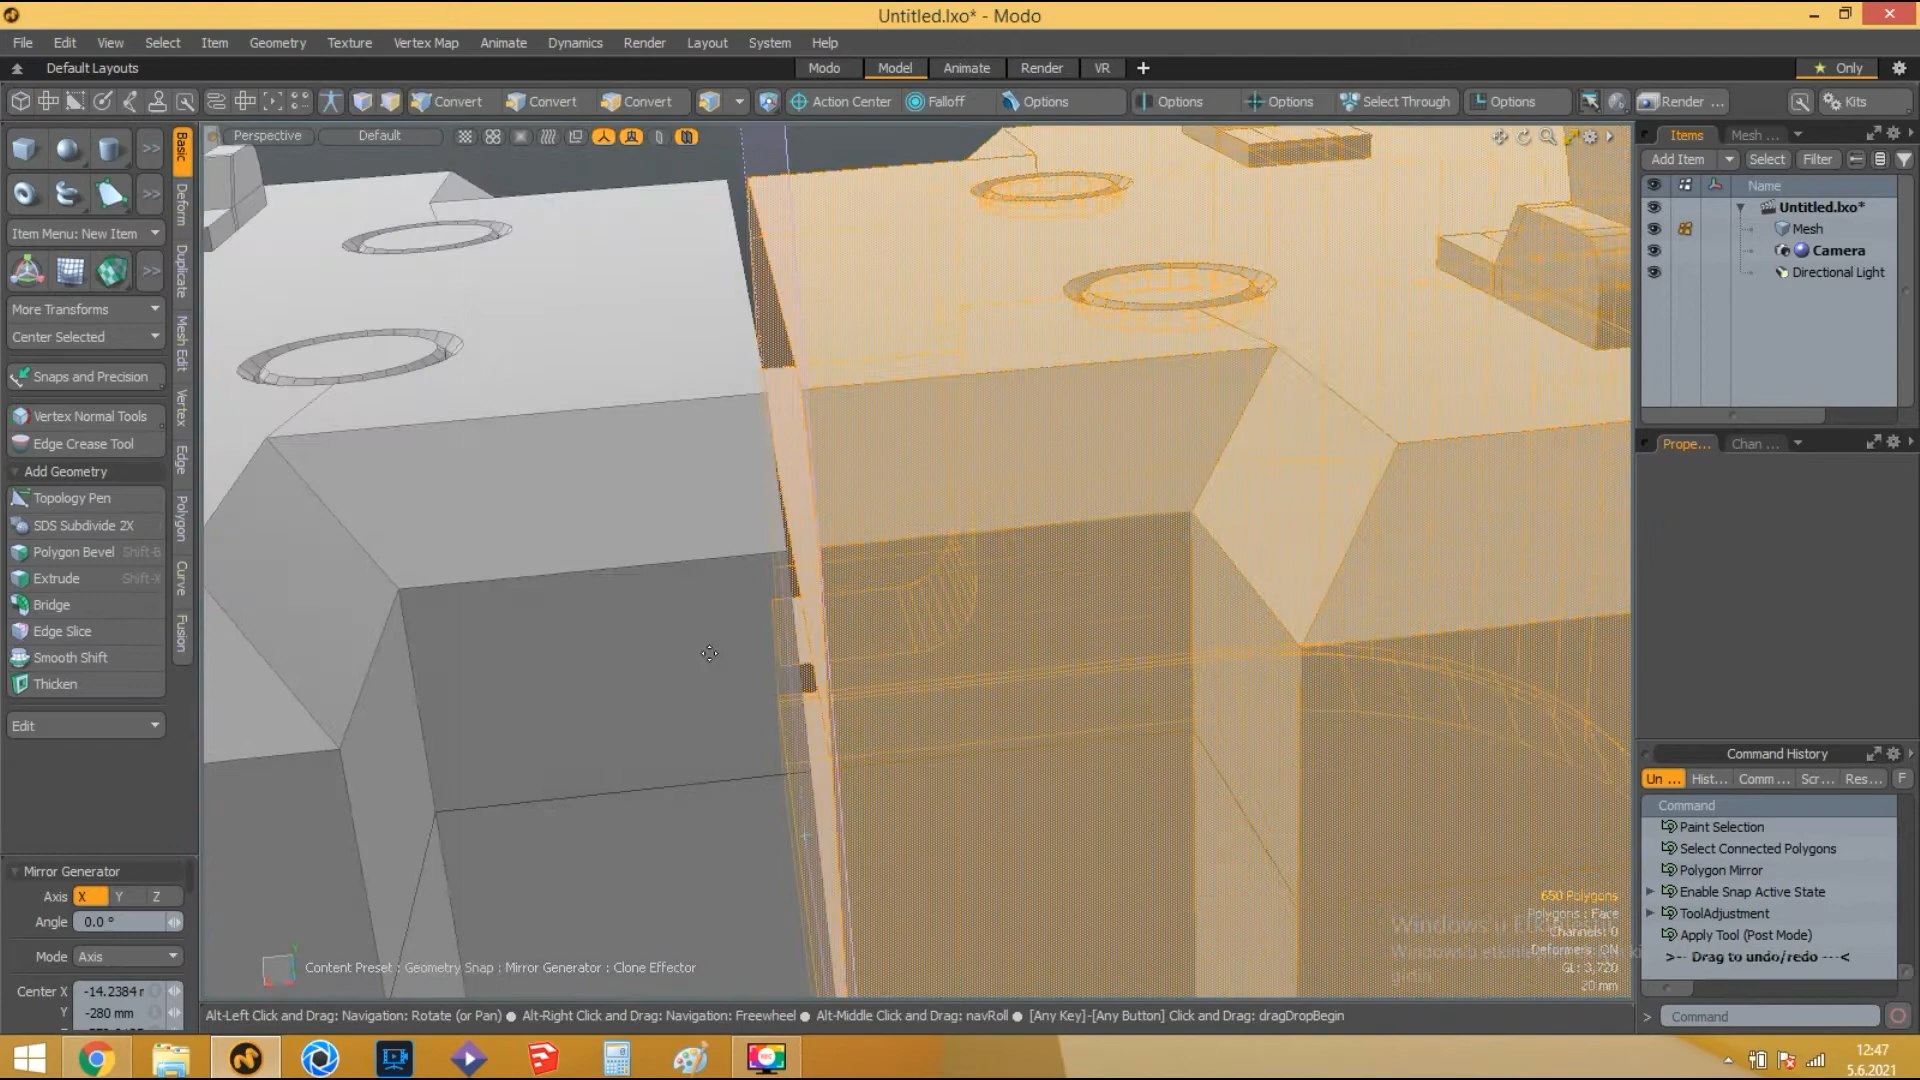 Untitled.lxo* - Modo
File Edit View Select Item Geometry Texture Vertex Map Animate Dynamics Render Layout System Help
Default Layouts Modo Model Animate Render VR Only
Convert Convert Convert Action Center Falloff Options Options Options Select Through Options Render ... Kits
Perspective Default
Basic
Deform
Duplicate
Mesh Edit
Vertex
Edge
Polygon
Curve
Fusion
Item Menu: New Item
More Transforms
Center Selected
Snaps and Precision
Vertex Normal Tools
Edge Crease Tool
Add Geometry
Topology Pen
SDS Subdivide 2X
Polygon Bevel Shift-B
Extrude Shift-X
Bridge
Edge Slice
Smooth Shift
Thicken
Edit
Mirror Generator
Axis X Y Z
Angle 0.0 °
Mode Axis
Center X -14.2384 r
Y -280 mm
Content Preset : Geometry Snap : Mirror Generator : Clone Effector
650 Polygons
Polygons : Face
Channels: 0
Deformers: ON
GL: 3,720
20 mm
Alt-Left Click and Drag: Navigation: Rotate (or Pan) ● Alt-Right Click and Drag: Navigation: Freewheel ● Alt-Middle Click and Drag: navRoll ● [Any Key]-[Any Button] Click and Drag: dragDropBegin
Items Mesh ...
Add Item Select Filter
Name
Untitled.lxo*
Mesh
Camera
Directional Light
Prope... Chan ...
Command History
Un ... Hist... Comm ... Scr... Res... F
Command
Paint Selection
Select Connected Polygons
Polygon Mirror
Enable Snap Active State
ToolAdjustment
Apply Tool (Post Mode)
>-- Drag to undo/redo ---<
> Command
12:47
5.6.2021